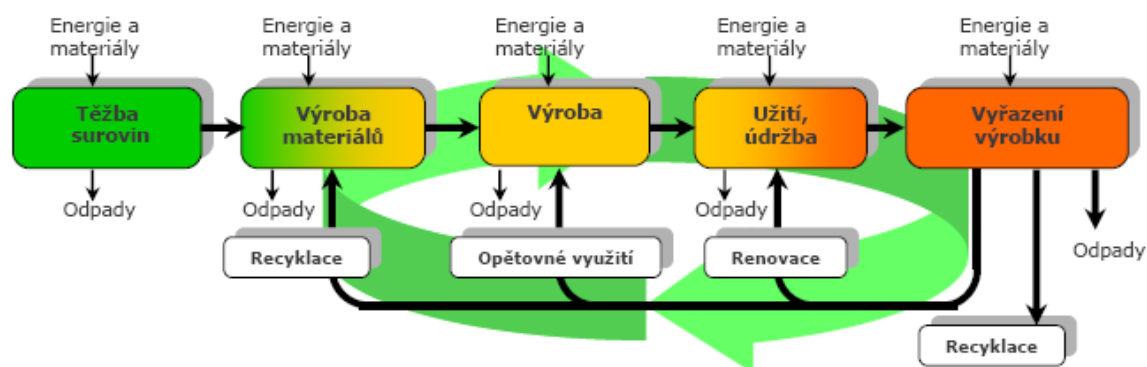 Energie a
materiály
Energie a
materiály
Energie a
materiály
Energie a
materiály
Energie a
materiály
Těžba
surovin
Výroba
materiálů
Výroba
Užití,
údržba
Vyřazení
výrobku
Odpady
Odpady
Odpady
Odpady
Odpady
Recyklace
Opětovné využití
Renovace
Recyklace